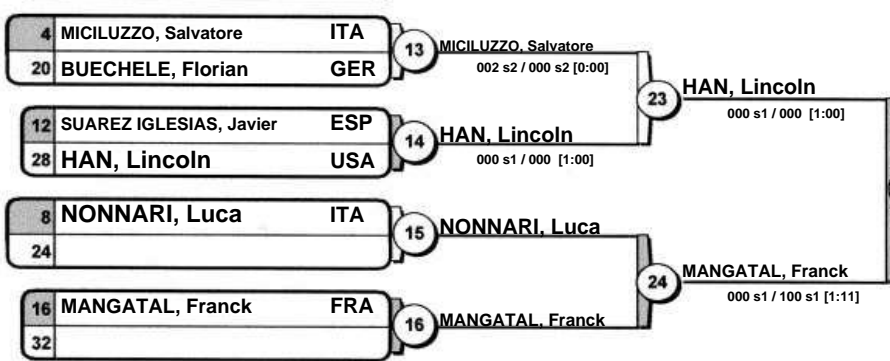 4 MICILUZZO, Salvatore ITA
20 BUECHELE, Florian GER
13
MICILUZZO, Salvatore
002 s2 / 000 s2 [0:00]
12 SUAREZ IGLESIAS, Javier ESP
28 HAN, Lincoln USA
14
HAN, Lincoln
000 s1 / 000 [1:00]
23
HAN, Lincoln
000 s1 / 000 [1:00]
8 NONNARI, Luca ITA
24
15
NONNARI, Luca
16 MANGATAL, Franck FRA
32
16
MANGATAL, Franck
24
MANGATAL, Franck
000 s1 / 100 s1 [1:11]